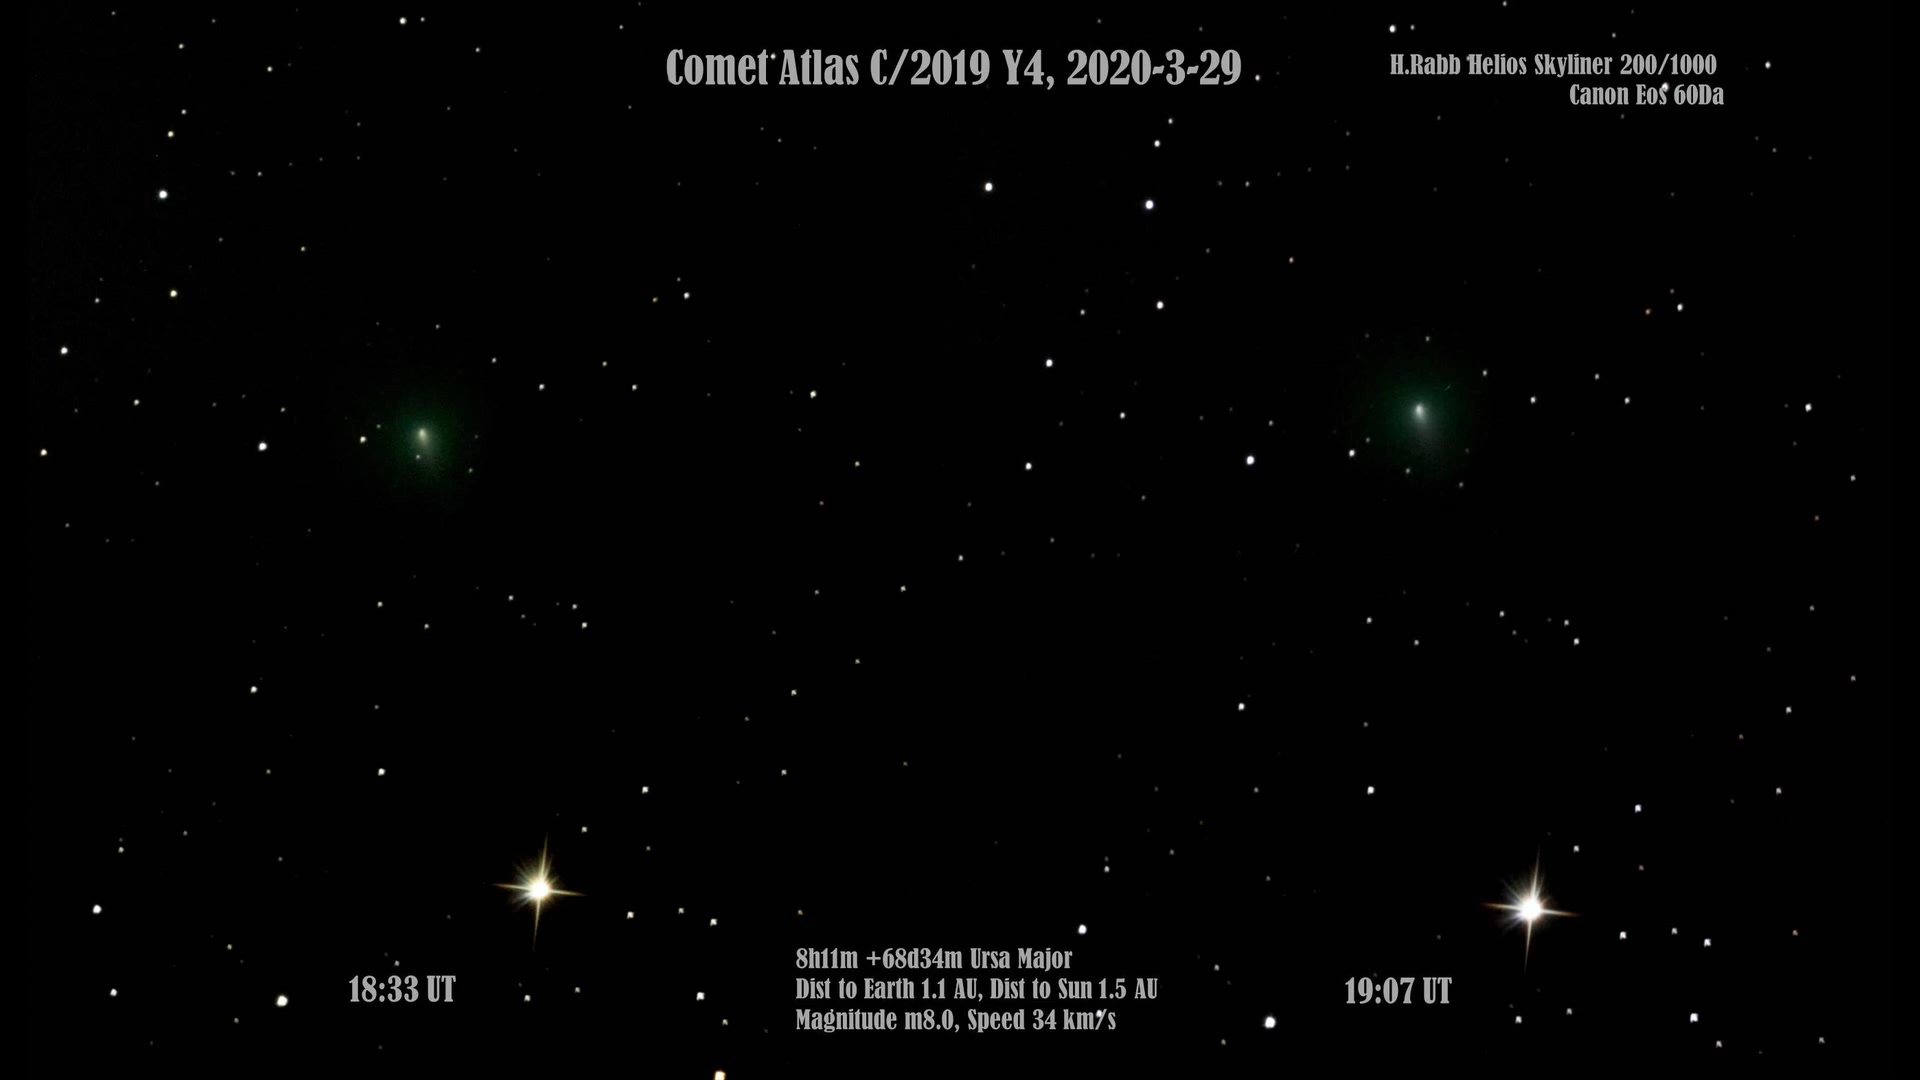 Comet Atlas C/2019 Y4, 2020-3-29
H.Rabb Helios Skyliner 200/1000
Canon Eos 60Da
18:33 UT
8h11m +68d34m Ursa Major
Dist to Earth 1.1 AU, Dist to Sun 1.5 AU
Magnitude m8.0, Speed 34 km/s
19:07 UT